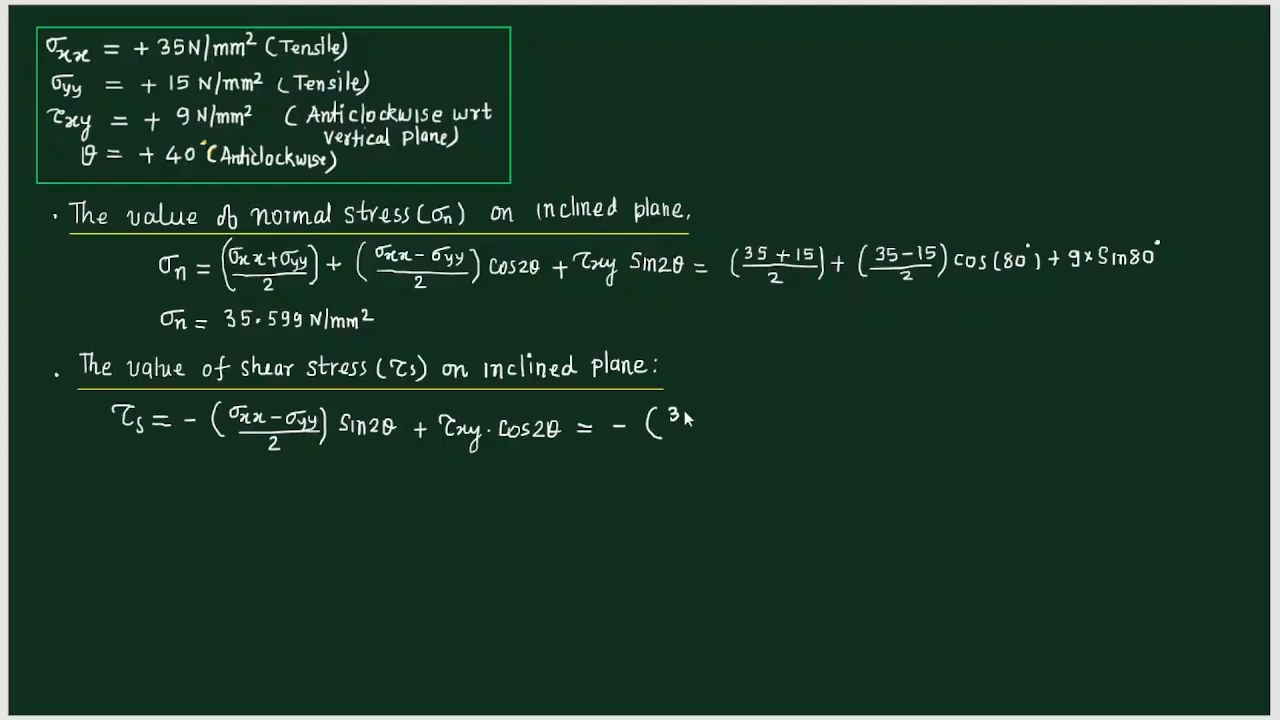 σxx = + 35N/mm² (Tensile)
σyy = + 15 N/mm² (Tensile)
τxy = + 9 N/mm² (Anticlockwise wrt
vertical plane)
θ = + 40° (Anticlockwise)
. The value of normal stress (σn) on inclined plane.
σn = (σxx+σyy/2) + (σxx-σyy/2) cos2θ + τxy Sin2θ = (35+15/2) + (35-15/2) cos(80°) + 9×Sin80°
σn = 35.599 N/mm²
. The value of shear stress (τs) on inclined plane:
τs = - (σxx-σyy/2) Sin2θ + τxy . cos2θ = - (3